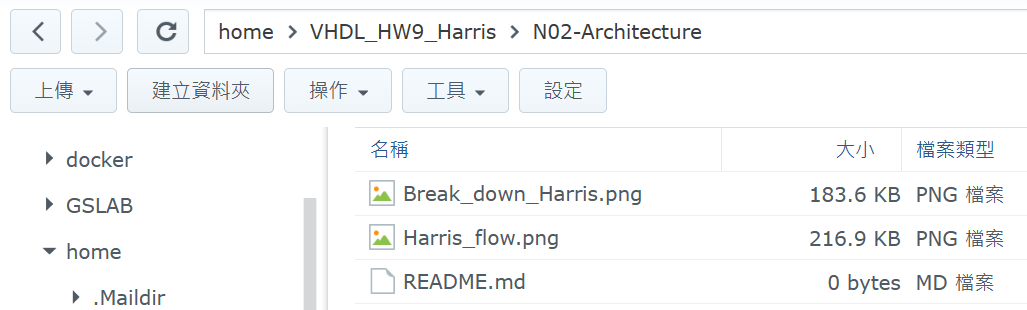 home > VHDL_HW9_Harris > N02-Architecture
上傳 建立資料夾 操作 工具 設定
docker
GSLAB
home
.Maildir
名稱 大小 檔案類型
Break_down_Harris.png 183.6 KB PNG 檔案
Harris_flow.png 216.9 KB PNG 檔案
README.md 0 bytes MD 檔案